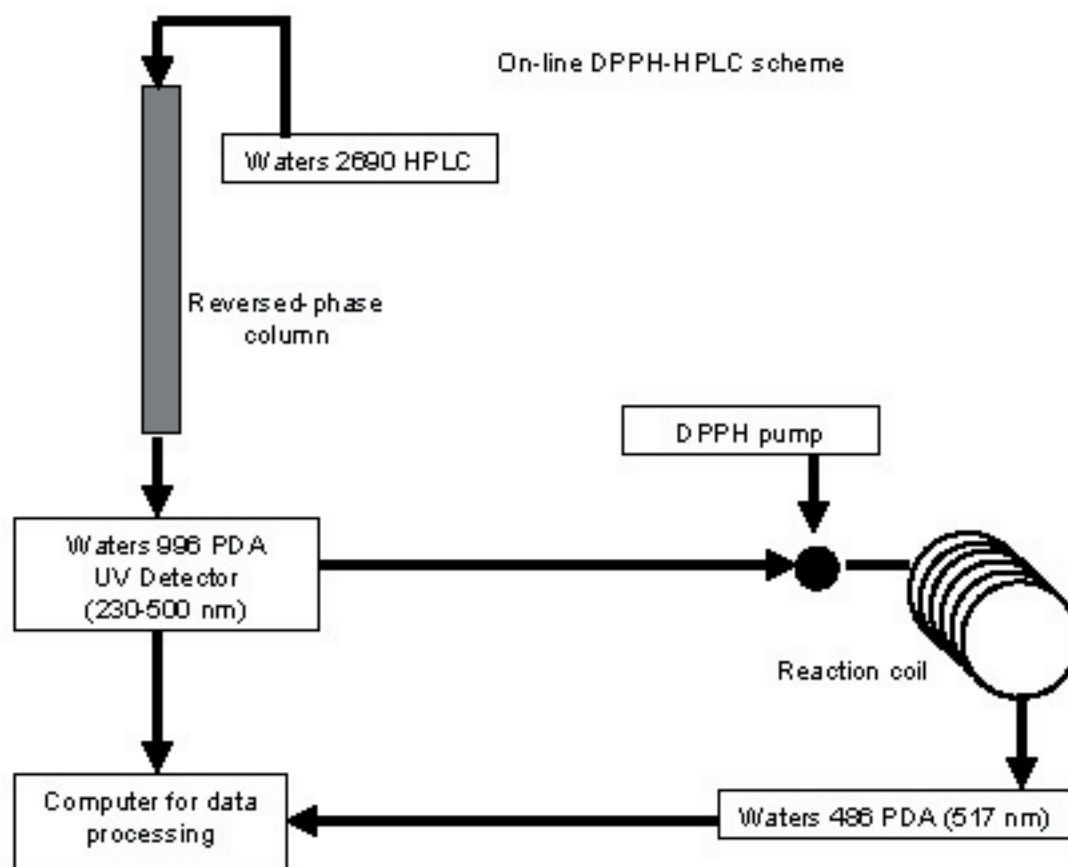 On-line DPPH-HPLC scheme
Waters 2690 HPLC
Reversed-phase
column
DPPH pump
Waters 996 PDA
UV Detector
(230-500 nm)
Reaction coil
Computer for data
processing
Waters 486 PDA (517 nm)